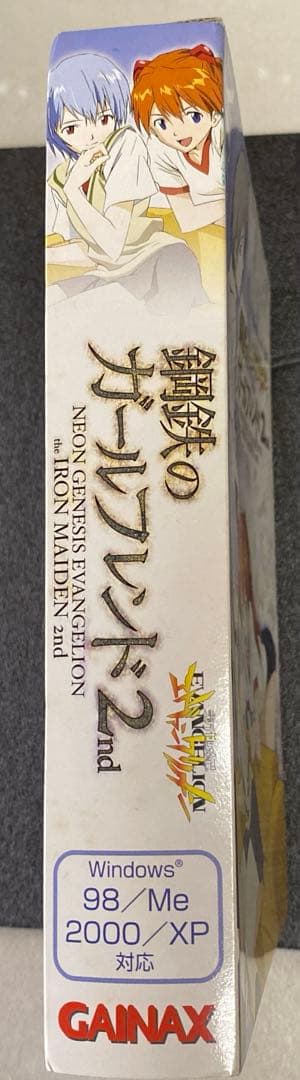 鋼鉄の
ガールフレンド2nd
NEON GENESIS EVANGELION
the IRON MAIDEN 2nd
EVANGELION
Windows®
98／Me
2000／XP
対応
GAINAX